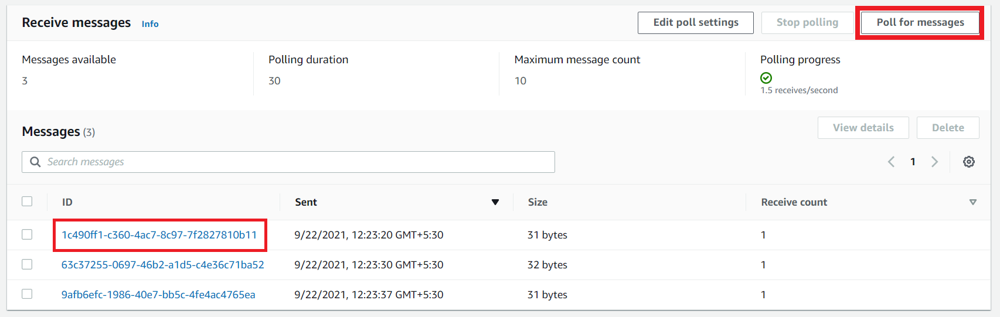 Receive messages Info Edit poll settings Stop polling Poll for messages
Messages available Polling duration Maximum message count Polling progress
3 30 10
1.5 receives/second
Messages (3) View details Delete
Search messages 1
ID Sent Size Receive count
1c490ff1-c360-4ac7-8c97-7f2827810b11 9/22/2021, 12:23:20 GMT+5:30 31 bytes 1
63c37255-0697-46b2-a1d5-c4e36c71ba52 9/22/2021, 12:23:30 GMT+5:30 32 bytes 1
9afb6efc-1986-40e7-bb5c-4fe4ac4765ea 9/22/2021, 12:23:37 GMT+5:30 31 bytes 1